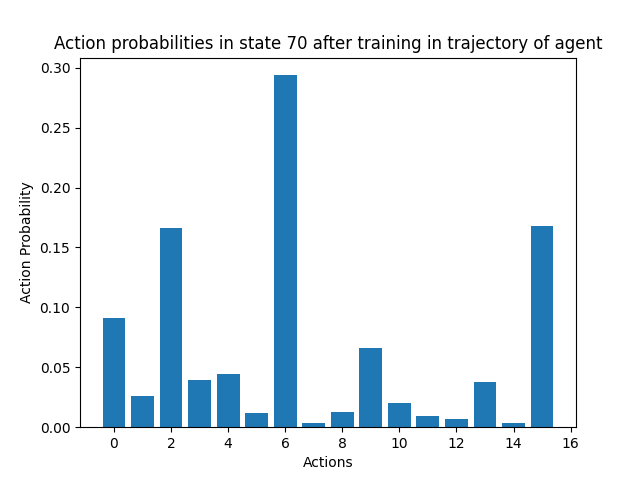 Action probabilities in state 70 after training in trajectory of agent
0.30
0.25
0.20
0.15
0.10
0.05
0.00
Action Probability
0 2 4 6 8 10 12 14 16
Actions